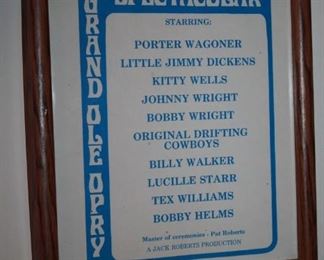 SPECTACULAR
GRAND OLE OPRY
STARRING:
PORTER WAGONER
LITTLE JIMMY DICKENS
KITTY WELLS
JOHNNY WRIGHT
BOBBY WRIGHT
ORIGINAL DRIFTING
COWBOYS
BILLY WALKER
LUCILLE STARR
TEX WILLIAMS
BOBBY HELMS
Master of ceremonies - Pat Roberts
A JACK ROBERTS PRODUCTION